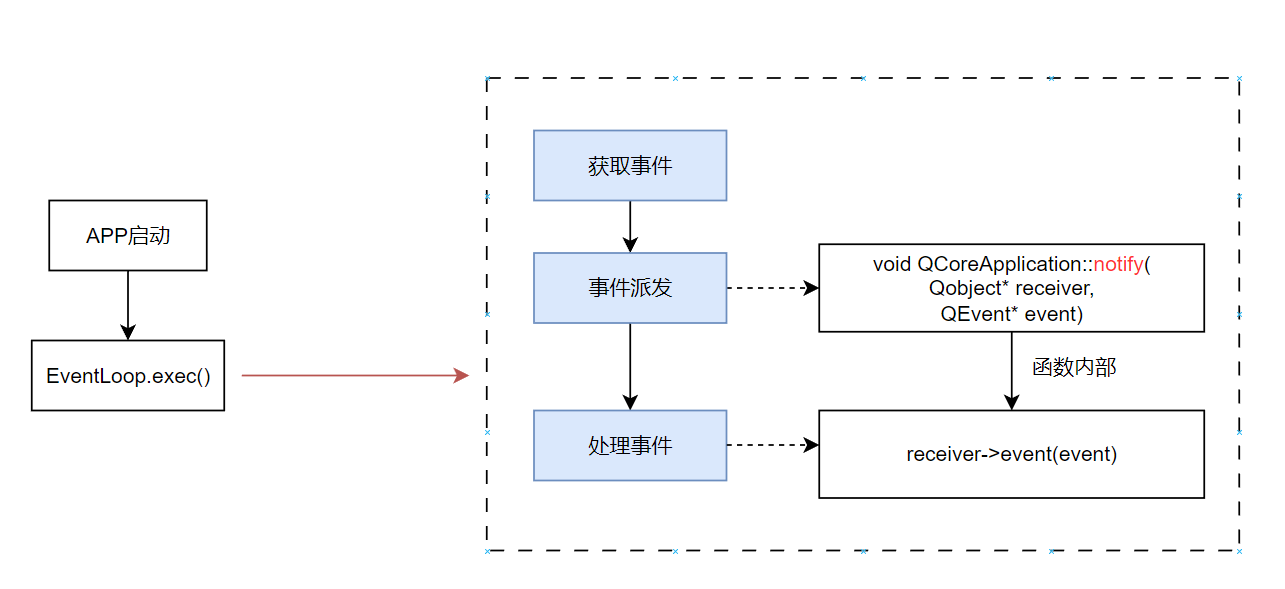 APP启动
EventLoop.exec()
获取事件
事件派发
处理事件
void QCoreApplication::notify(
Qobject* receiver,
QEvent* event)
函数内部
receiver->event(event)